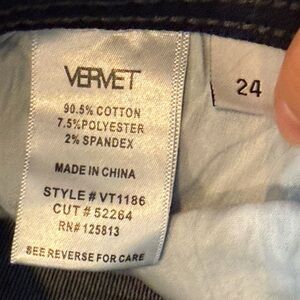 VERVET
24
90.5% COTTON
7.5%POLYESTER
2% SPANDEX
MADE IN CHINA
STYLE # VT1186
CUT # 52264
RN# 125813
SEE REVERSE FOR CARE